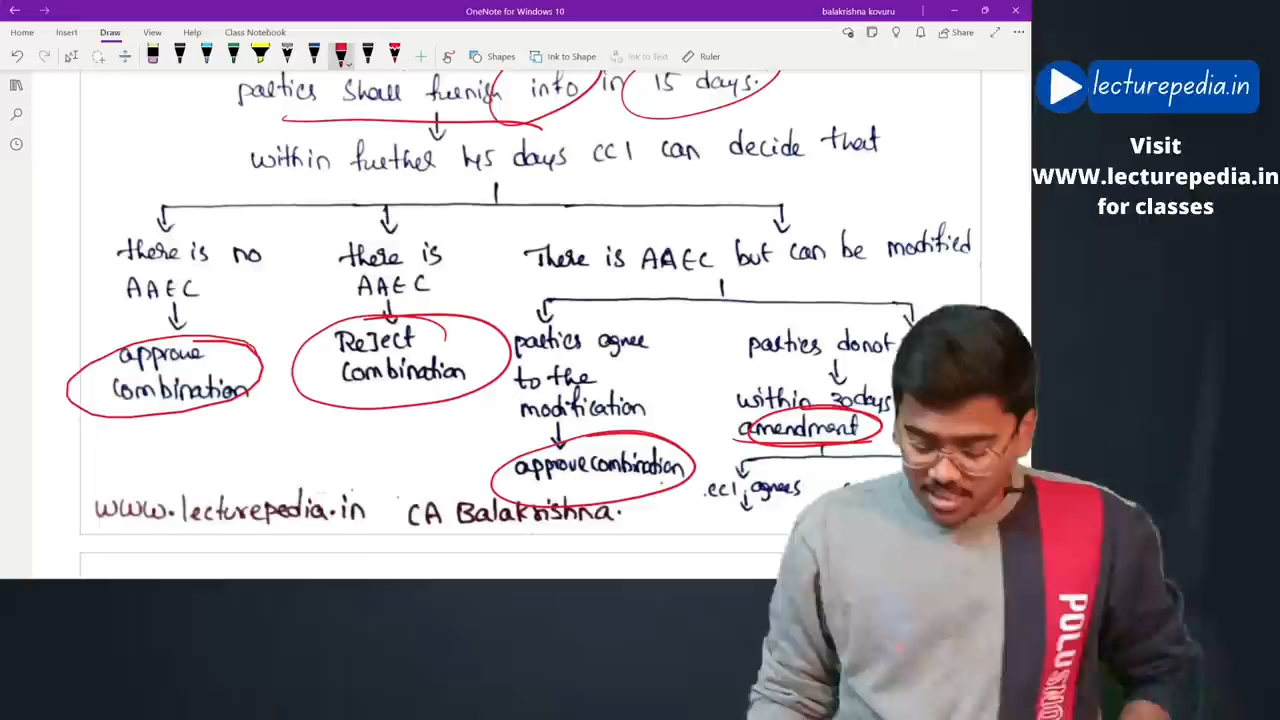 OneNote for Windows 10
balakrishna kovuru
Home Insert Draw View Help Class Notebook
Share
Shapes Ink to Shape Ink to Text Ruler
parties shall furnish info in 15 days.
within further 45 days CCI can decide that
there is no AAEC
approve combination
there is AAEC
Reject combination
There is AAEC but can be modified
parties agree
to the
modification
approve combination
parties donot
within 30days
amendment
CCI agrees
www.lecturepedia.in CA Balakrishna.
lecturepedia.in
Visit
WWW.lecturepedia.in
for classes